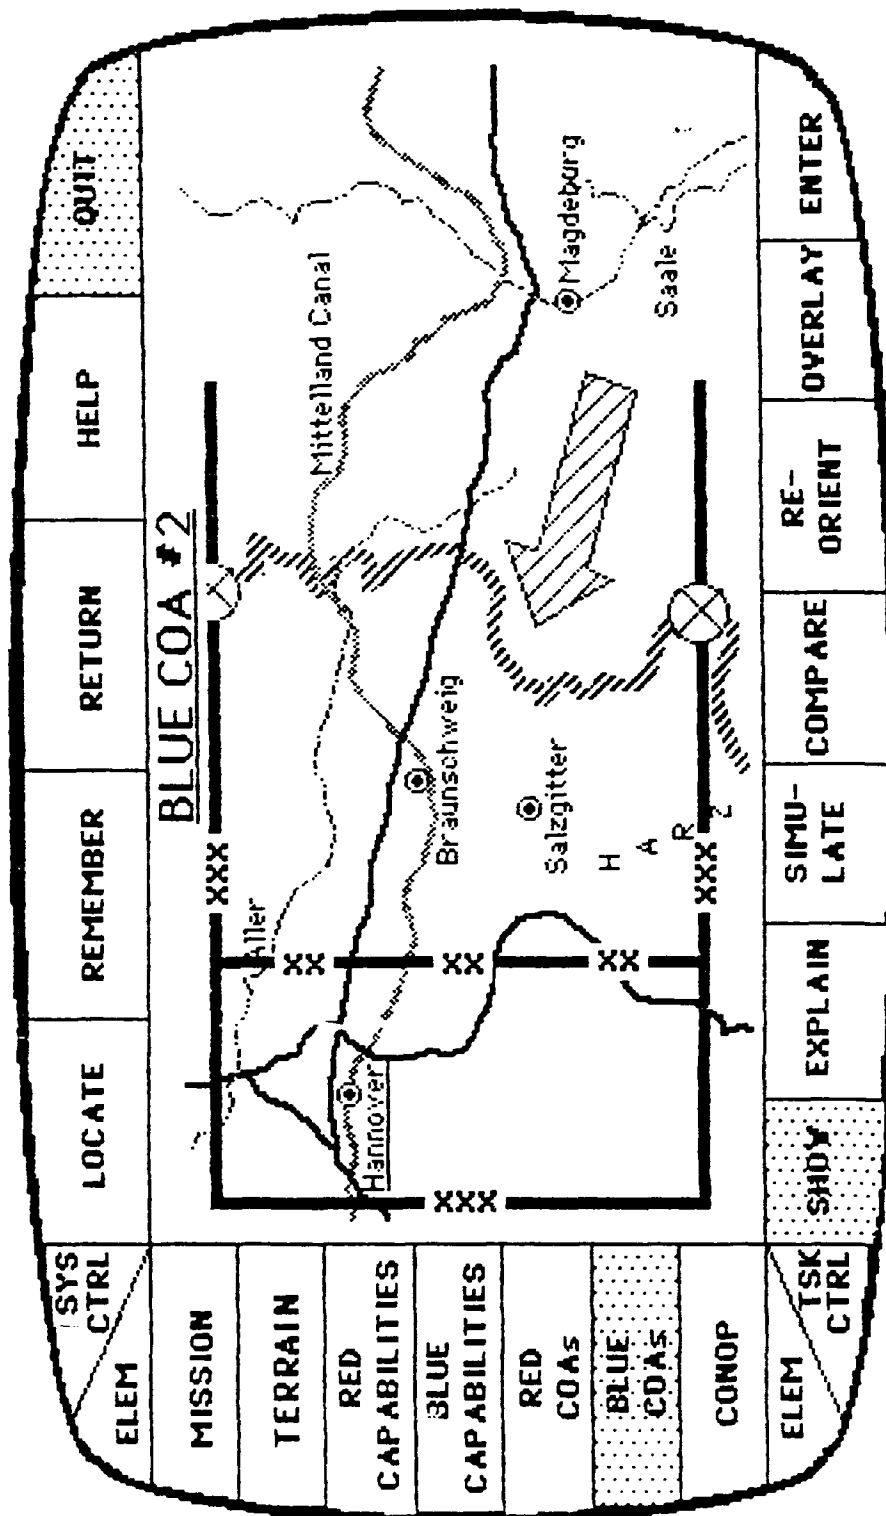 SYS
CTRL
ELEM
LOCATE
REMEMBER
RETURN
HELP
QUIT
MISSION
TERRAIN
RED
CAPABILITIES
BLUE
CAPABILITIES
RED
COAs
BLUE
COAs
CONOP
ELEM
TSK
CTRL
BLUE COA #2
XXX
Aller
Mittelland Canal
XX
Hannover
XX
Braunschweig
Magdeburg
XXX
XX
Salzgitter
Saale
H
A
R
Z
XXX
SHOW
EXPLAIN
SIMU-
LATE
COMPARE
RE-
ORIENT
OVERLAY
ENTER